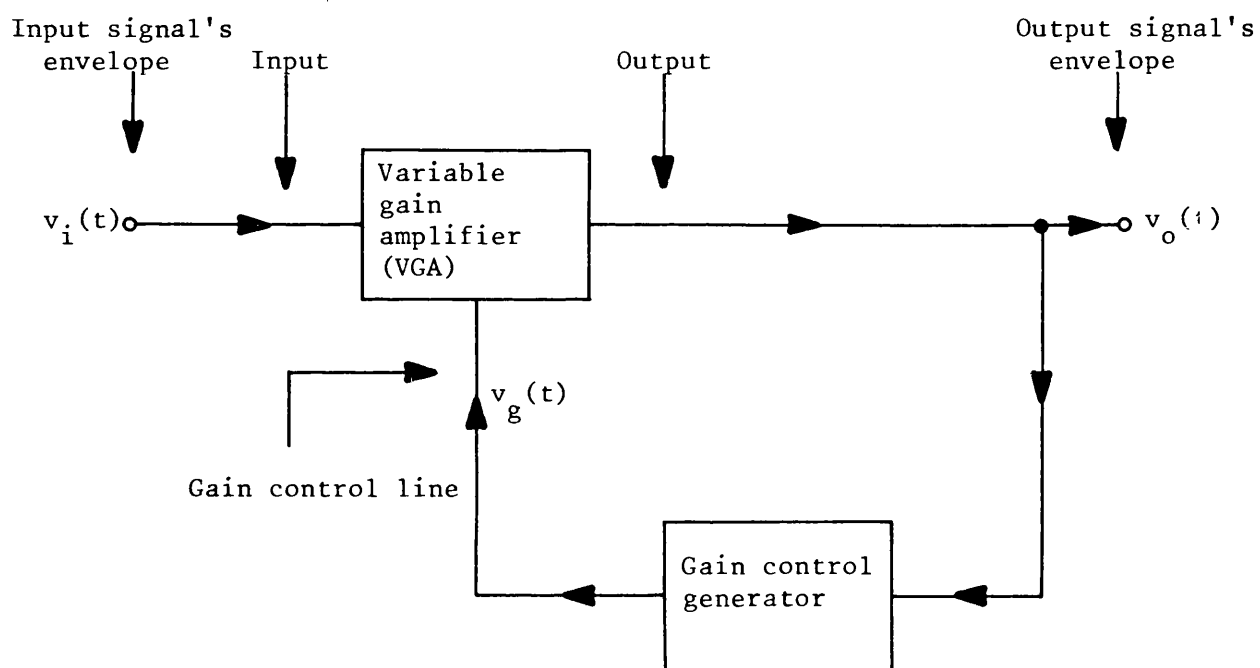 Input signal's
envelope
Input
Output
Output signal's
envelope
Variable
gain
amplifier
(VGA)
v_i(t)
v_o(t)
v_g(t)
Gain control line
Gain control
generator